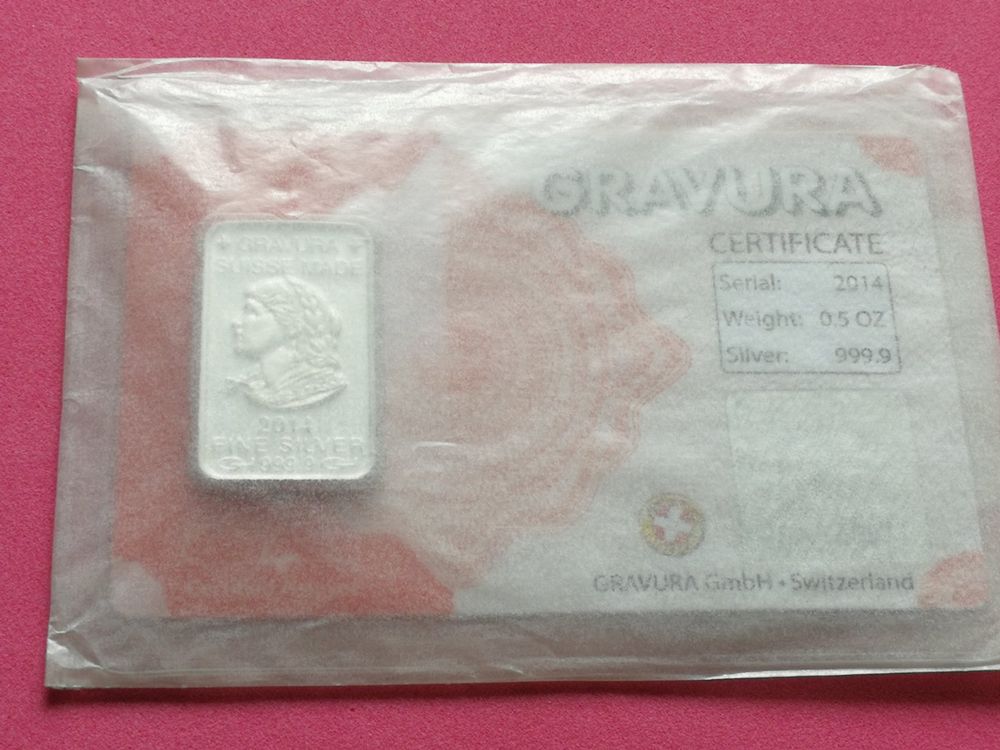 GRAVURA
SUISSE MADE
2014
FINE SILVER
999.9
GRAVURA
CERTIFICATE
Serial: 2014
Weight: 0.5 OZ
Silver: 999.9
GRAVURA GmbH • Switzerland